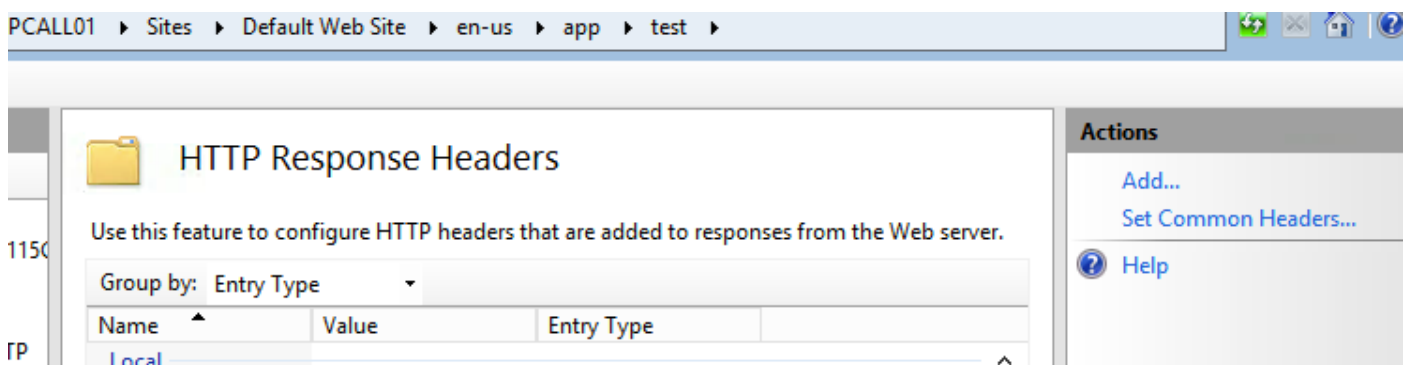 PCALL01 ▸ Sites ▸ Default Web Site ▸ en-us ▸ app ▸ test ▸
HTTP Response Headers
Use this feature to configure HTTP headers that are added to responses from the Web server.
Group by: Entry Type
Name Value Entry Type
Local
Actions
Add...
Set Common Headers...
Help